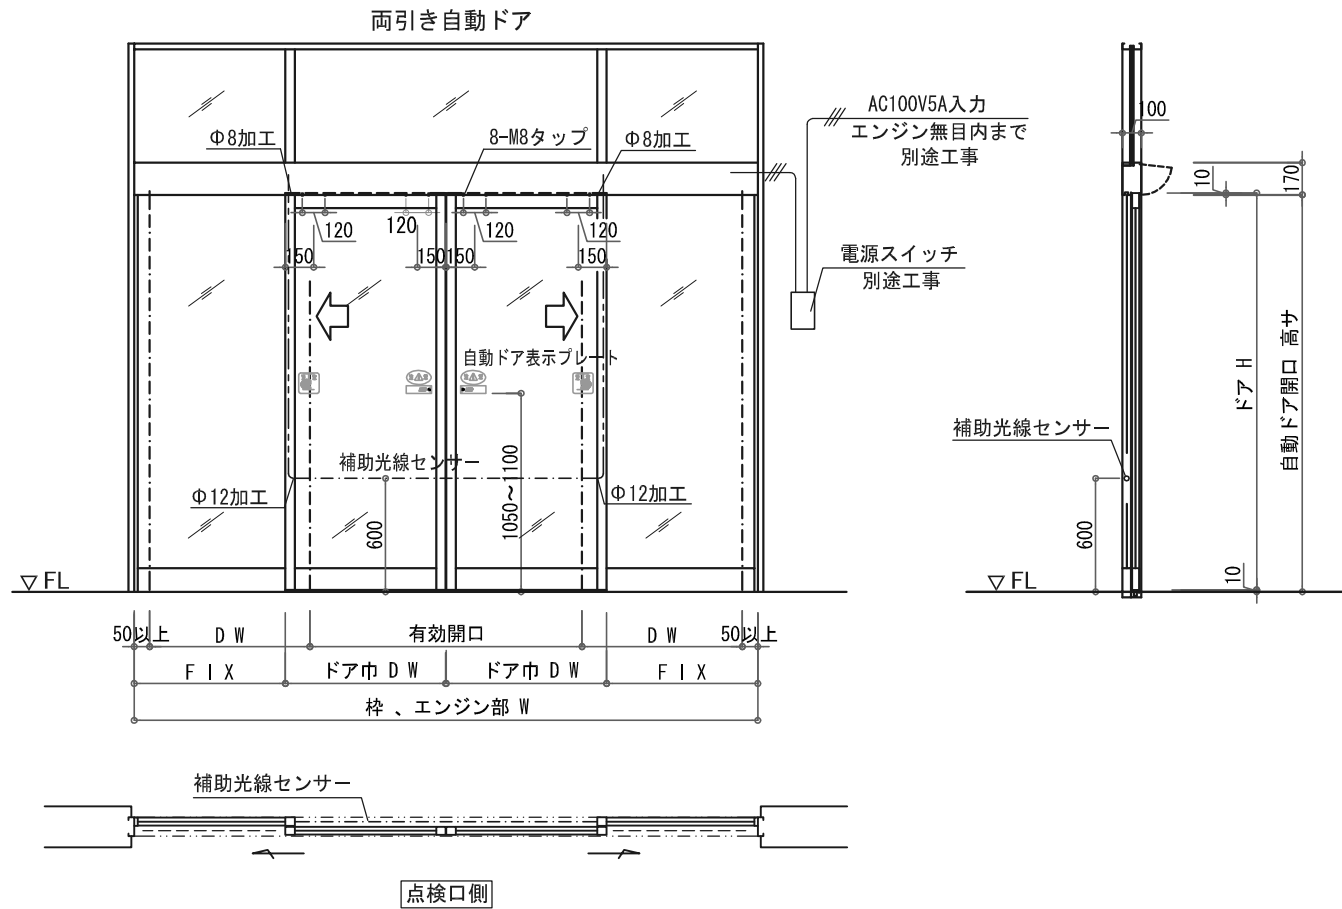 両引き自動ドア
AC100V5A入力
エンジン無目内まで
別途工事
100
Φ8加工
8-M8タップ
Φ8加工
10
170
120
120
120
120
150
150
150
150
電源スイッチ
別途工事
自動ドア表示プレート
ドア H
自動ドア開口 高サ
補助光線センサー
補助光線センサー
1050～1100
Φ12加工
Φ12加工
600
600
10
▽ FL
▽ FL
50以上
D W
有効開口
D W
50以上
F I X
ドア巾 D W
ドア巾 D W
F I X
枠 、エンジン部 W
補助光線センサー
点検口側